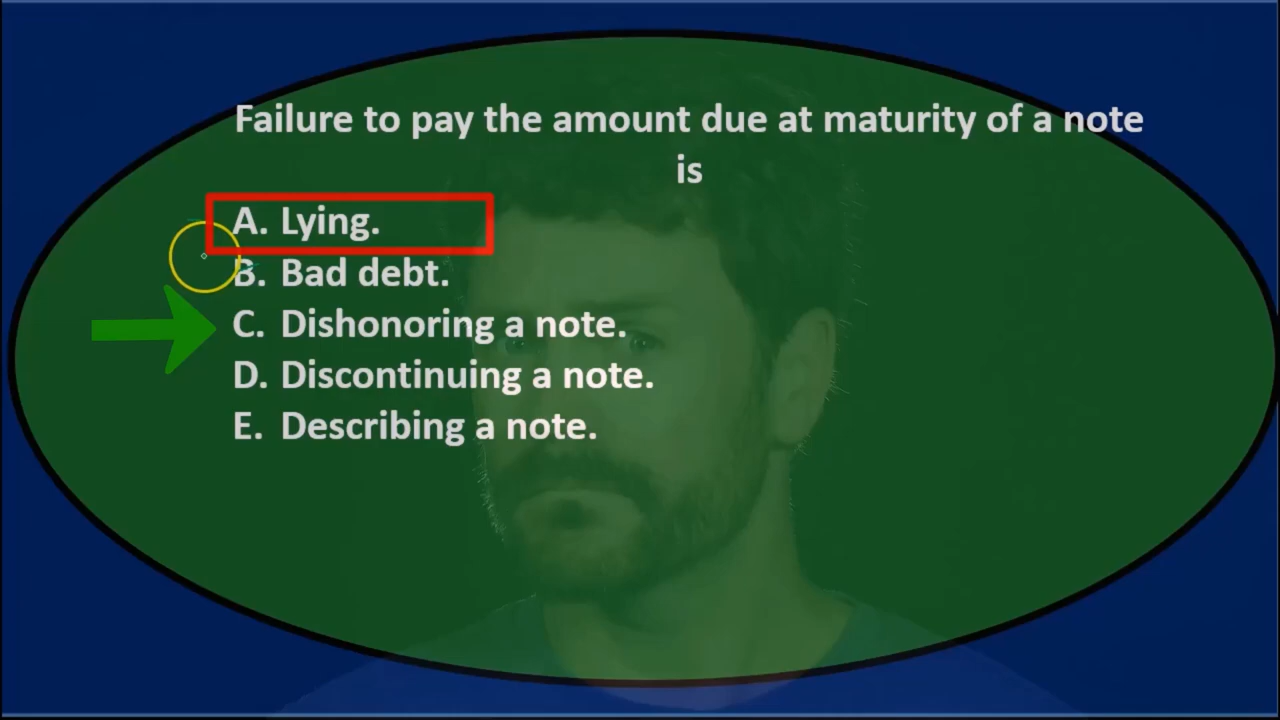 Failure to pay the amount due at maturity of a note
is
A. Lying.
B. Bad debt.
C. Dishonoring a note.
D. Discontinuing a note.
E. Describing a note.